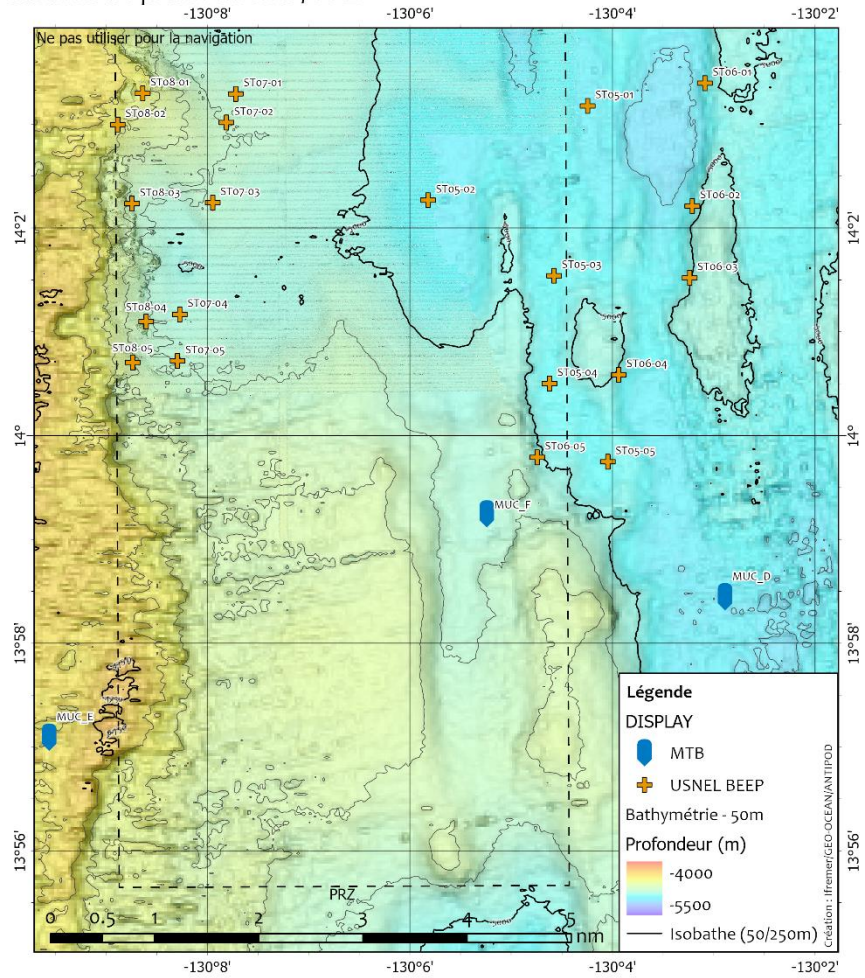 -130°8'
-130°6'
-130°4'
-130°2'
Ne pas utiliser pour la navigation
ST08-01
ST07-01
ST06-01
ST05-01
ST08-02
ST07-02
ST08-03
ST07-03
ST05-02
ST06-02
14°2'
14°2'
ST05-03
ST06-03
ST08-04
ST07-04
ST08-05
ST07-05
ST05-04
ST06-04
14°
14°
ST06-05
ST05-05
MUC_F
MUC_D
13°58'
13°58'
MUC_E
Légende
DISPLAY
MTB
USNEL BEEP
Bathymétrie - 50m
Profondeur (m)
-4000
-5500
Isobathe (50/250m)
Création : Ifremer/GEO-OCEAN/ANTIPOD
13°56'
13°56'
PRZ
0 0.5 1 2 3 4 5
nm
-130°8'
-130°6'
-130°4'
-130°2'